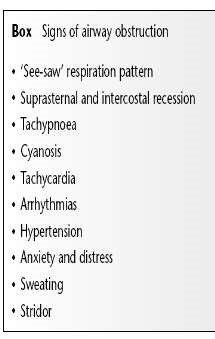 Box Signs of airway obstruction
• 'See-saw' respiration pattern
• Suprasternal and intercostal recession
• Tachypnoea
• Cyanosis
• Tachycardia
• Arrhythmias
• Hypertension
• Anxiety and distress
• Sweating
• Stridor